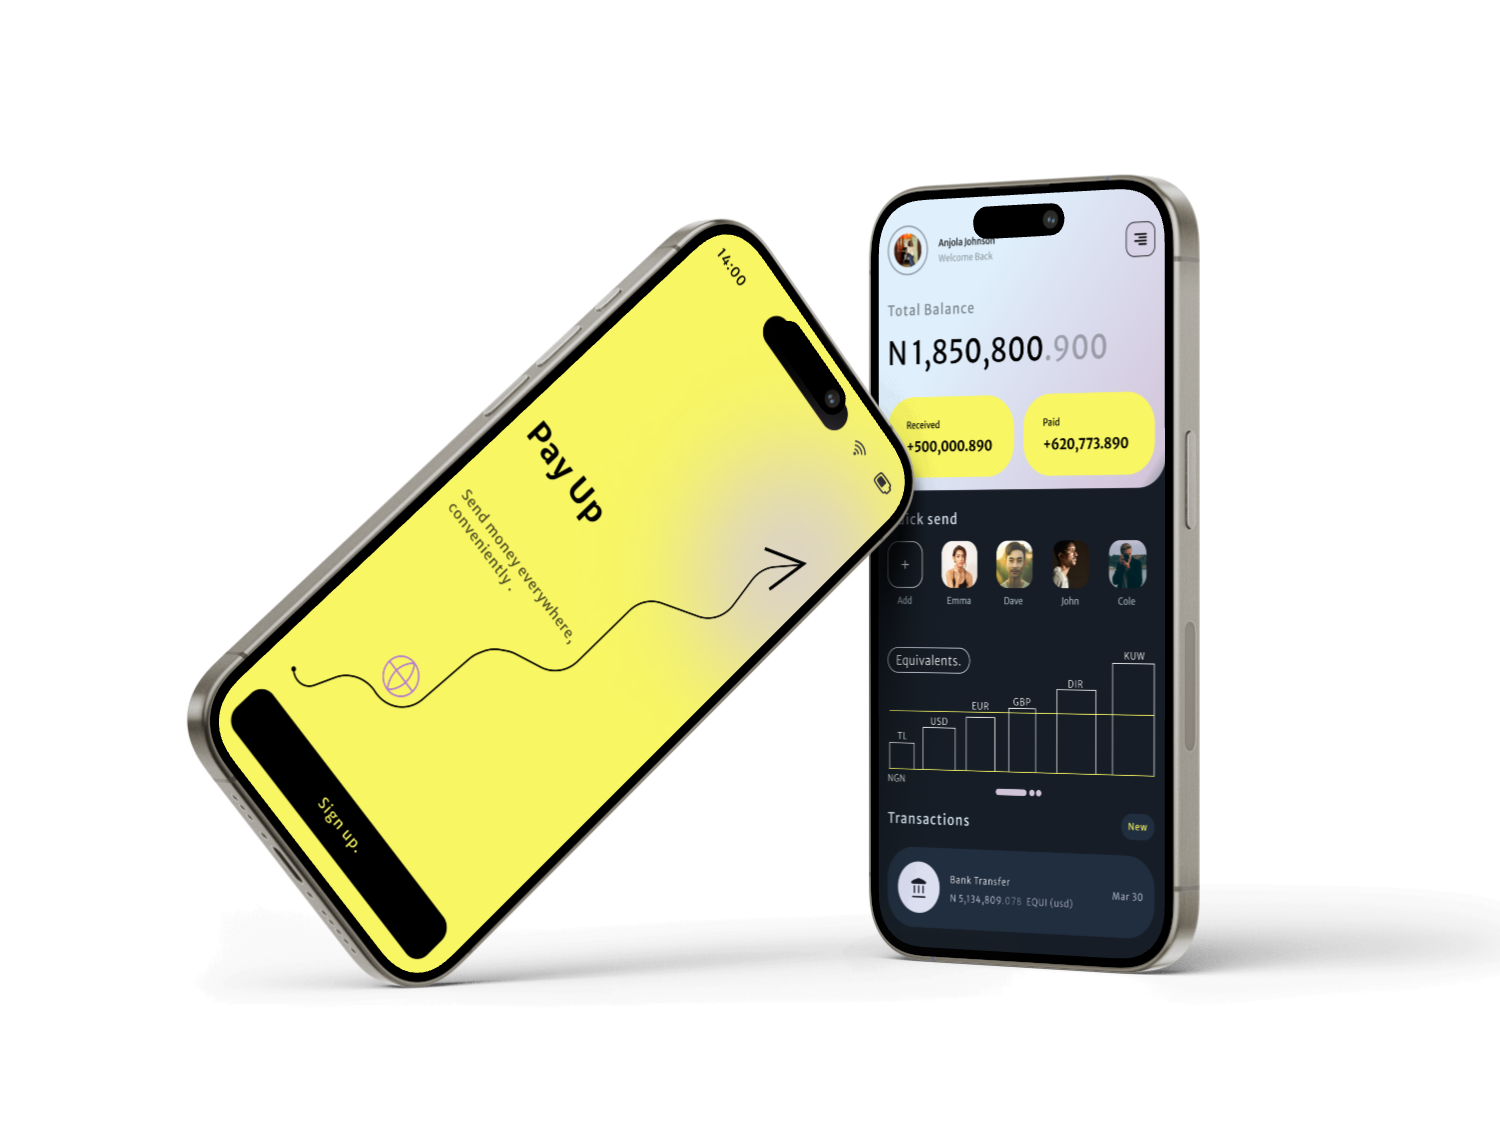 14:00
Pay Up
Send money everywhere,
conveniently .
Sign up.
Anjola Johnson
Welcome Back
Total Balance
N1,850,800.900
Received
+500,000.890
Paid
+620,773.890
ick send
+
Add
Emma
Dave
John
Cole
Equivalents.
TL
USD
EUR
GBP
DIR
KUW
NGN
Transactions
New
Bank Transfer
N 5,134,809.076 EQUI (usd)
Mar 30